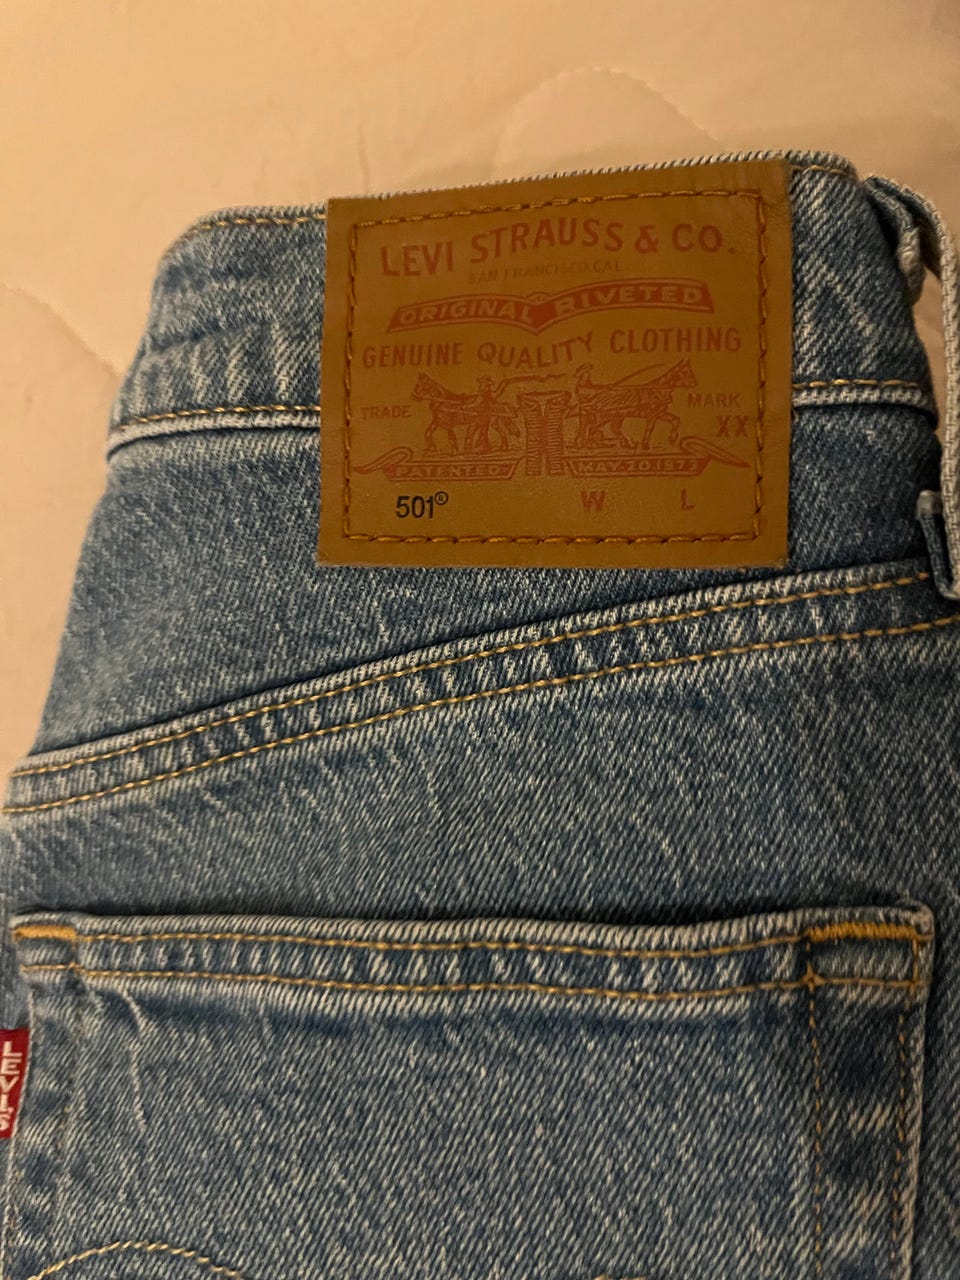 LEVI STRAUSS & CO.
SAN FRANCISCO CAL.
ORIGINAL RIVETED
GENUINE QUALITY CLOTHING
TRADE MARK
XX
PATENTED MAY 20 1873
501® W L
LEVI'S